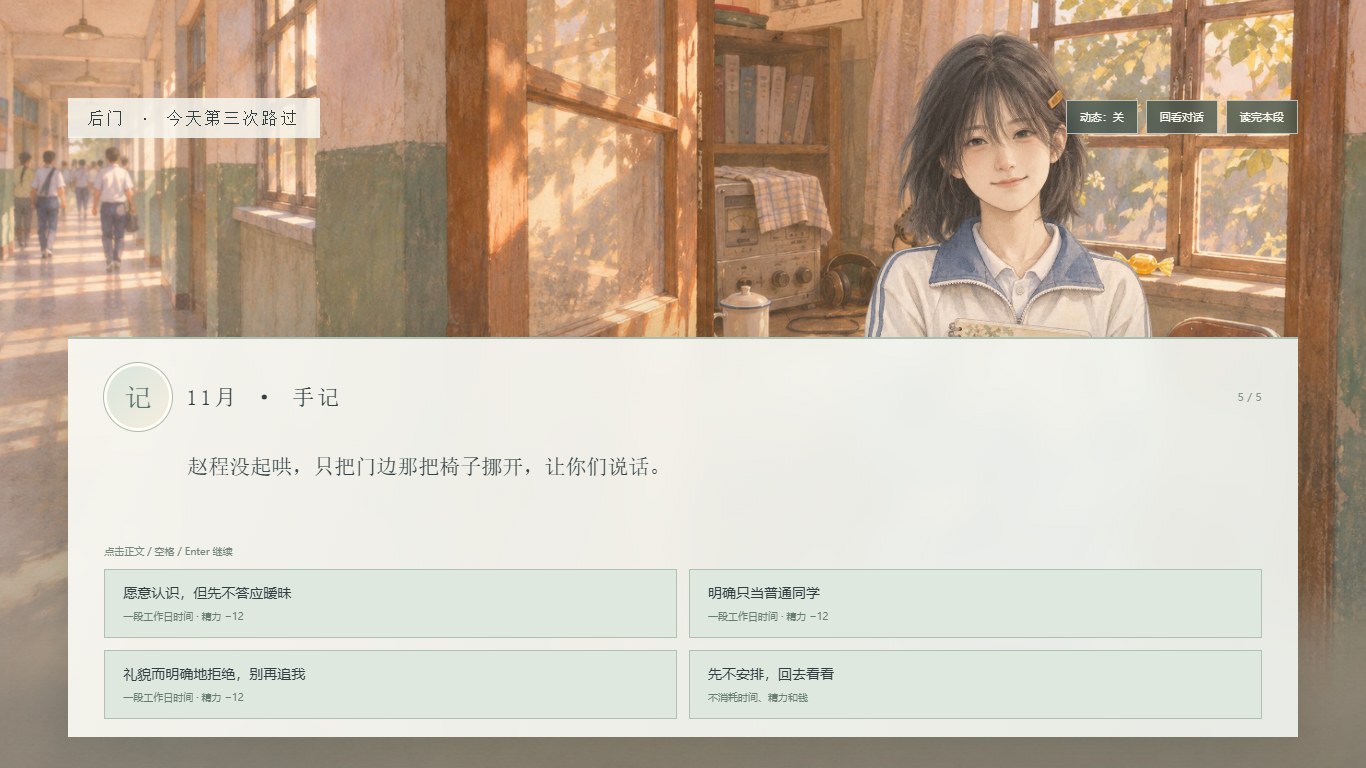 后门 · 今天第三次路过
动态: 关
回看对话
读完本段
记
11月 • 手记
5 / 5
赵程没起哄，只把门边那把椅子挪开，让你们说话。
点击正文 / 空格 / Enter 继续
愿意认识，但先不答应暧昧
一段工作日时间 · 精力 −12
明确只当普通同学
一段工作日时间 · 精力 −12
礼貌而明确地拒绝，别再追我
一段工作日时间 · 精力 −12
先不安排，回去看看
不消耗时间、精力和钱